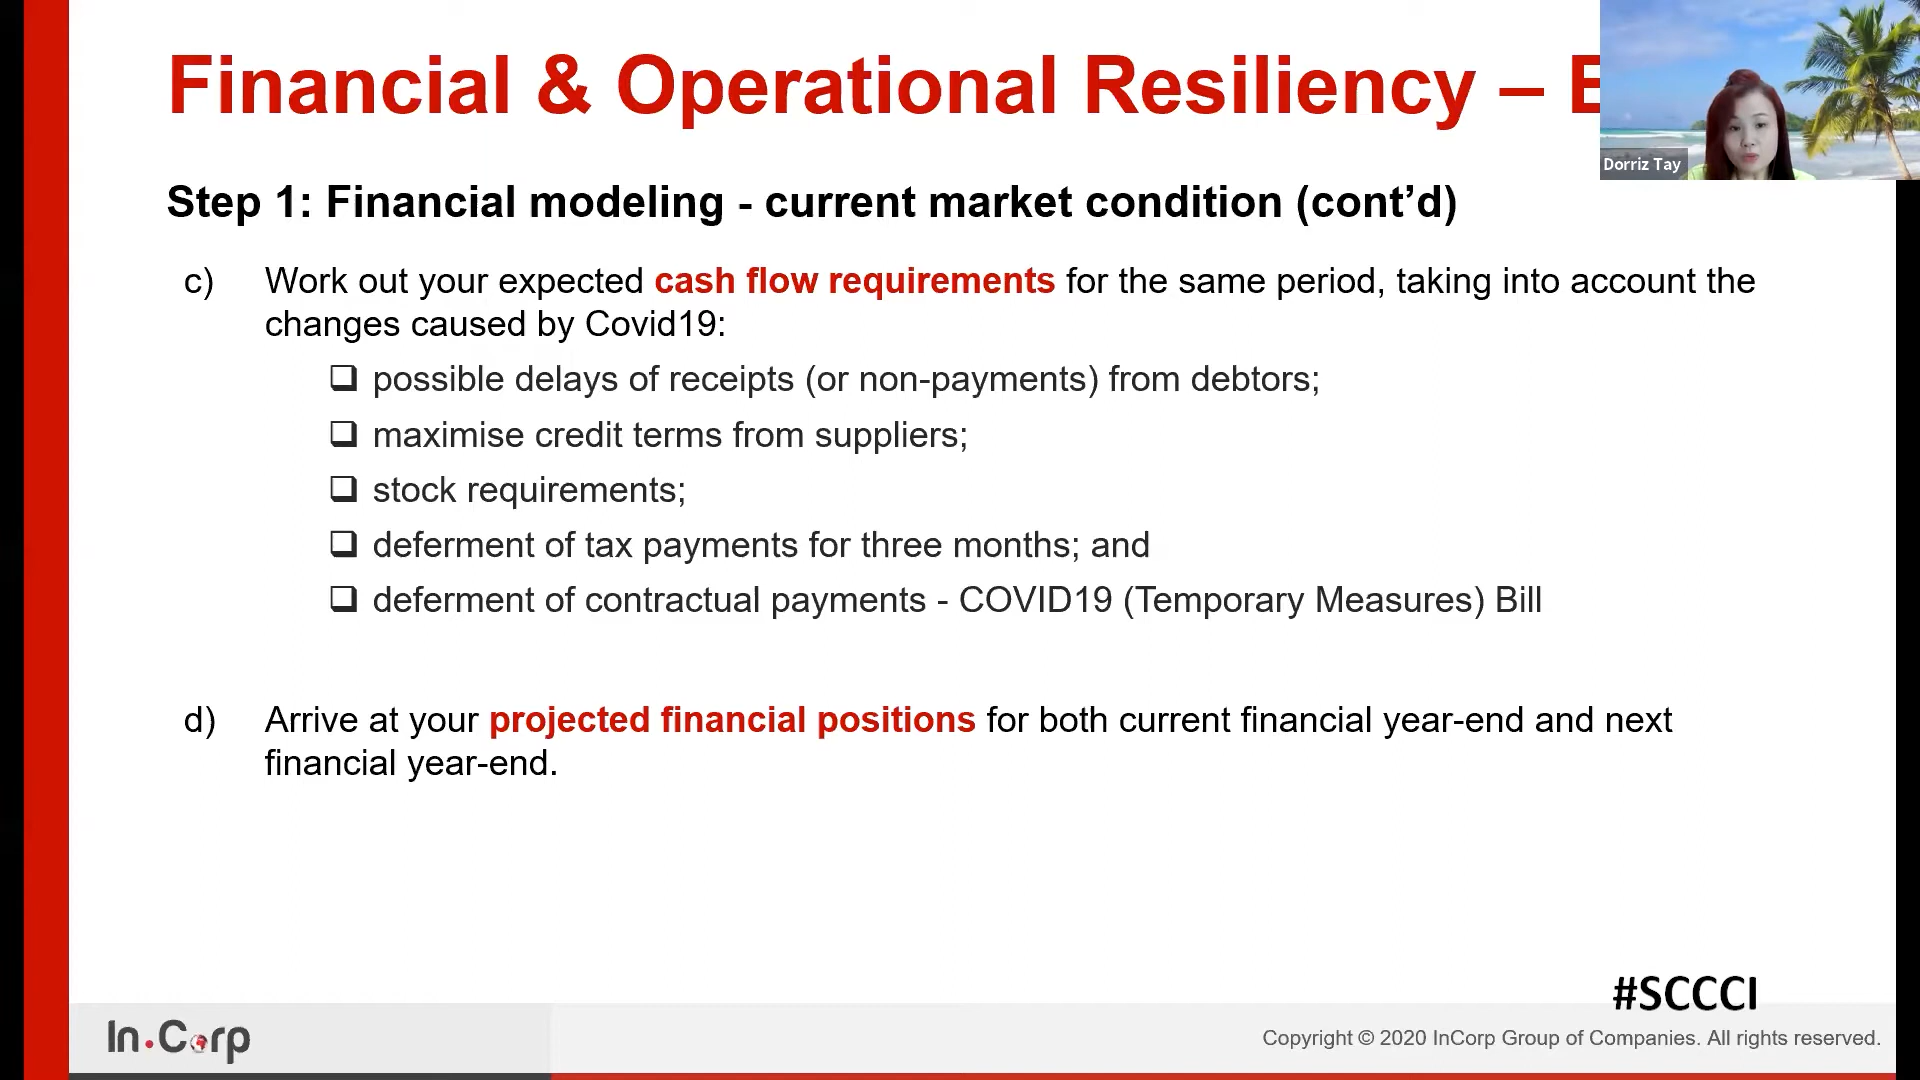 Financial & Operational Resiliency –
Dorriz Tay
Step 1: Financial modeling - current market condition (cont’d)
c) Work out your expected cash flow requirements for the same period, taking into account the
changes caused by Covid19:
❑ possible delays of receipts (or non-payments) from debtors;
❑ maximise credit terms from suppliers;
❑ stock requirements;
❑ deferment of tax payments for three months; and
❑ deferment of contractual payments - COVID19 (Temporary Measures) Bill
d) Arrive at your projected financial positions for both current financial year-end and next
financial year-end.
#SCCCI
In.Corp
Copyright © 2020 InCorp Group of Companies. All rights reserved.